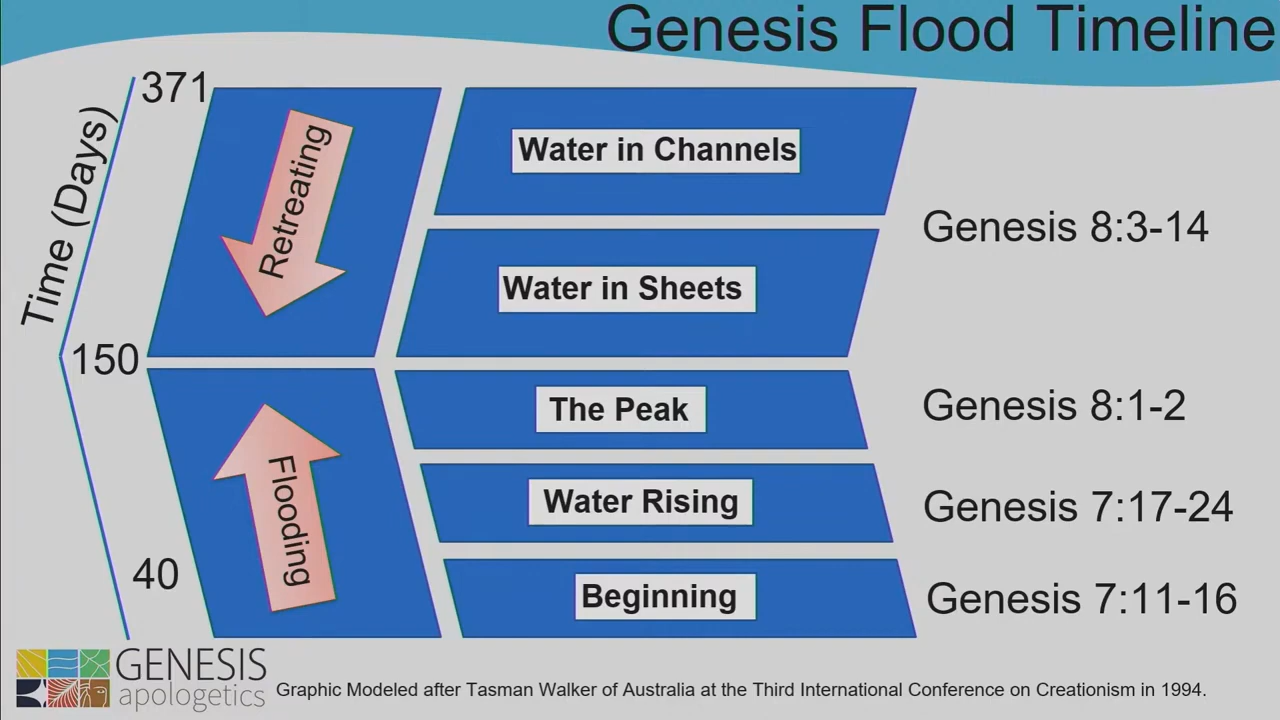 Genesis Flood Timeline
Time (Days)
371
150
40
Retreating
Flooding
Water in Channels
Water in Sheets
The Peak
Water Rising
Beginning
Genesis 8:3-14
Genesis 8:1-2
Genesis 7:17-24
Genesis 7:11-16
GENESIS
apologetics
Graphic Modeled after Tasman Walker of Australia at the Third International Conference on Creationism in 1994.